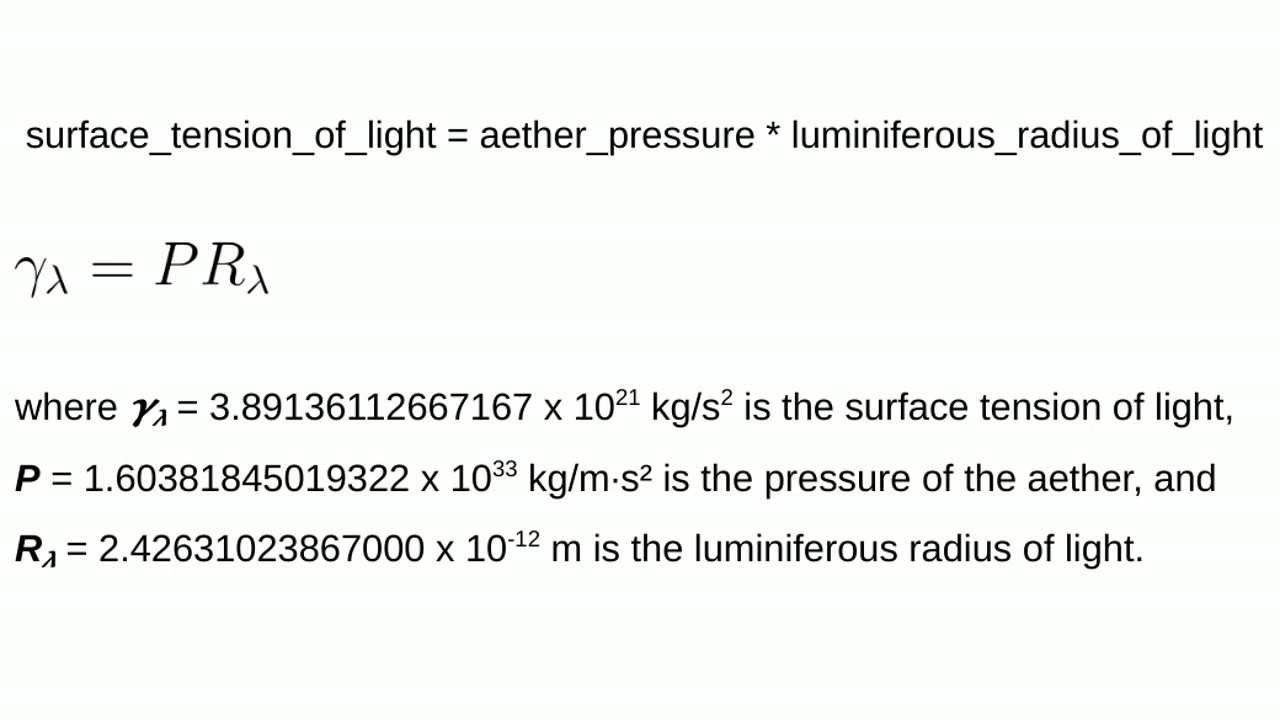 surface_tension_of_light = aether_pressure * luminiferous_radius_of_light
γλ = PRλ
where γλ = 3.89136112667167 x 10²¹ kg/s² is the surface tension of light,
P = 1.60381845019322 x 10³³ kg/m·s² is the pressure of the aether, and
Rλ = 2.42631023867000 x 10⁻¹² m is the luminiferous radius of light.